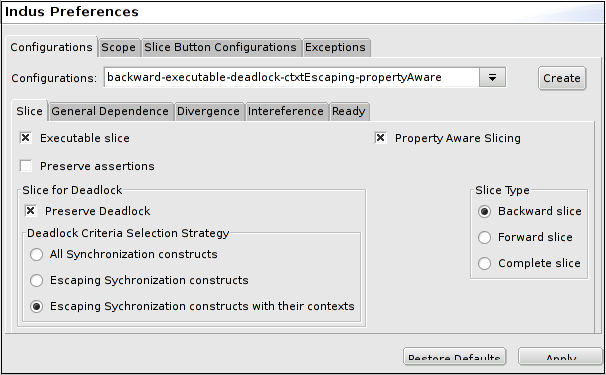 Indus Preferences
Configurations Scope Slice Button Configurations Exceptions
Configurations: backward-executable-deadlock-ctxtEscaping-propertyAware Create
Slice General Dependence Divergence Intereference Ready
Executable slice Property Aware Slicing
Preserve assertions
Slice for Deadlock Slice Type
Preserve Deadlock Backward slice
Deadlock Criteria Selection Strategy
Forward slice
All Synchronization constructs
Complete slice
Escaping Sychronization constructs
Escaping Sychronization constructs with their contexts
Restore Defaults Apply